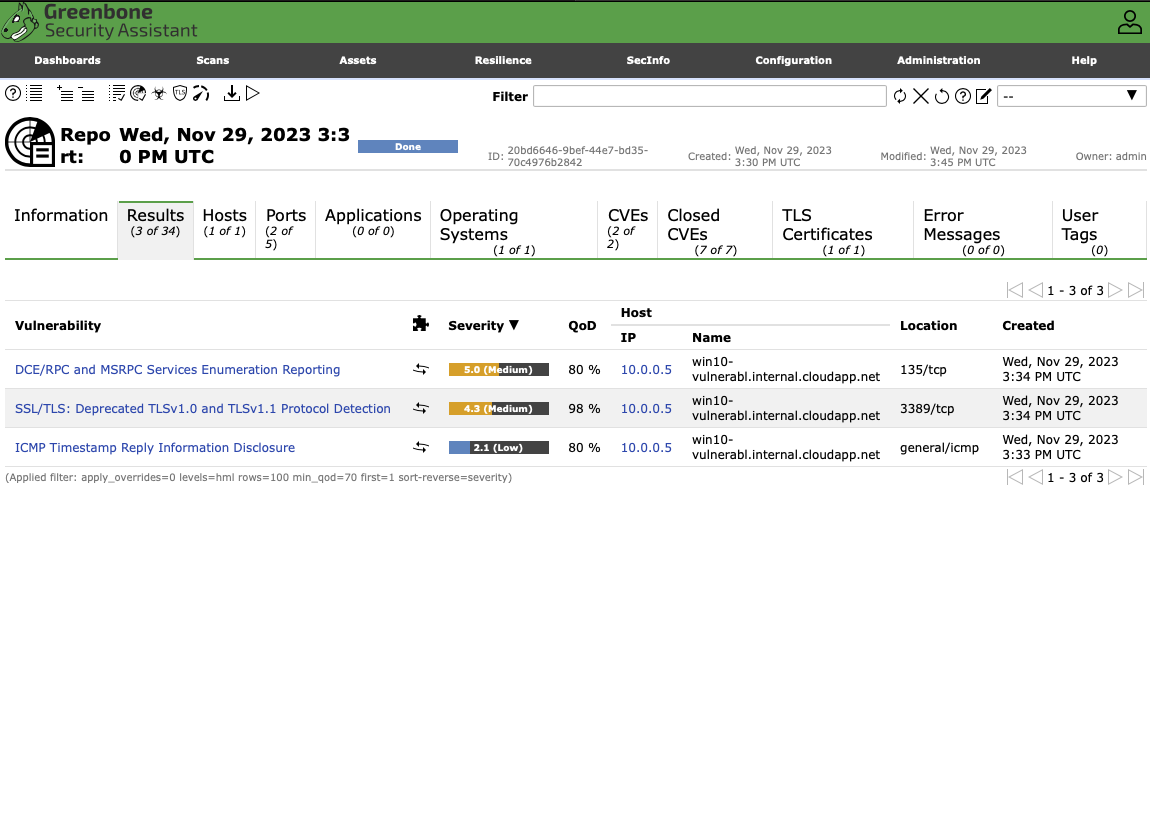 Greenbone
Security Assistant
Dashboards Scans Assets Resilience SecInfo Configuration Administration Help
TLS
Filter
--
Repo
rt:
Wed, Nov 29, 2023 3:3
0 PM UTC
Done
ID: 20bd6646-9bef-44e7-bd35-
70c4976b2842
Created: Wed, Nov 29, 2023
3:30 PM UTC
Modified: Wed, Nov 29, 2023
3:45 PM UTC
Owner: admin
Information
Results
(3 of 34)
Hosts
(1 of 1)
Ports
(2 of
5)
Applications
(0 of 0)
Operating
Systems
(1 of 1)
CVEs
(2 of
2)
Closed
CVEs
(7 of 7)
TLS
Certificates
(1 of 1)
Error
Messages
(0 of 0)
User
Tags
(0)
1 - 3 of 3
Vulnerability Severity ▼ QoD Host Location Created
IP Name
DCE/RPC and MSRPC Services Enumeration Reporting 5.0 (Medium) 80 % 10.0.0.5 win10-
vulnerabl.internal.cloudapp.net 135/tcp Wed, Nov 29, 2023
3:34 PM UTC
SSL/TLS: Deprecated TLSv1.0 and TLSv1.1 Protocol Detection 4.3 (Medium) 98 % 10.0.0.5 win10-
vulnerabl.internal.cloudapp.net 3389/tcp Wed, Nov 29, 2023
3:34 PM UTC
ICMP Timestamp Reply Information Disclosure 2.1 (Low) 80 % 10.0.0.5 win10-
vulnerabl.internal.cloudapp.net general/icmp Wed, Nov 29, 2023
3:33 PM UTC
(Applied filter: apply_overrides=0 levels=hml rows=100 min_qod=70 first=1 sort-reverse=severity)
1 - 3 of 3